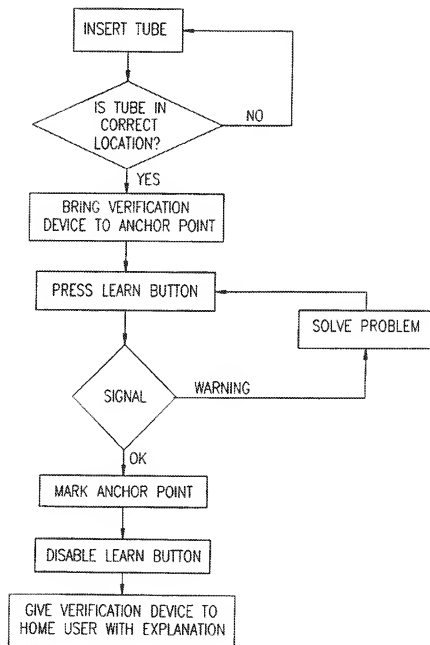 INSERT TUBE
IS TUBE IN
CORRECT
LOCATION?
NO
YES
BRING VERIFICATION
DEVICE TO ANCHOR POINT
PRESS LEARN BUTTON
SOLVE PROBLEM
SIGNAL
WARNING
OK
MARK ANCHOR POINT
DISABLE LEARN BUTTON
GIVE VERIFICATION DEVICE TO
HOME USER WITH EXPLANATION